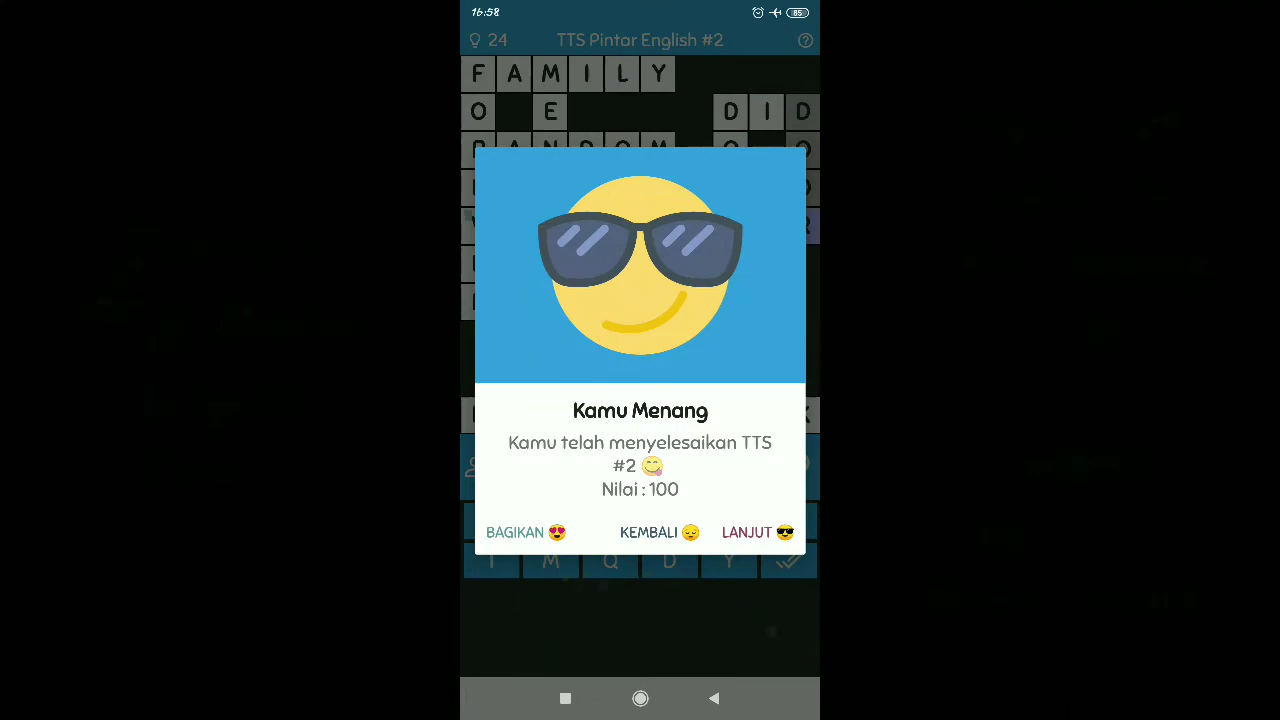 16:58
85
24 TTS Pintar English #2
F A M I L Y
O E D I D
Kamu Menang
Kamu telah menyelesaikan TTS
#2 😋
Nilai : 100
BAGIKAN 😍 KEMBALI 😔 LANJUT 😎
M Q D Y